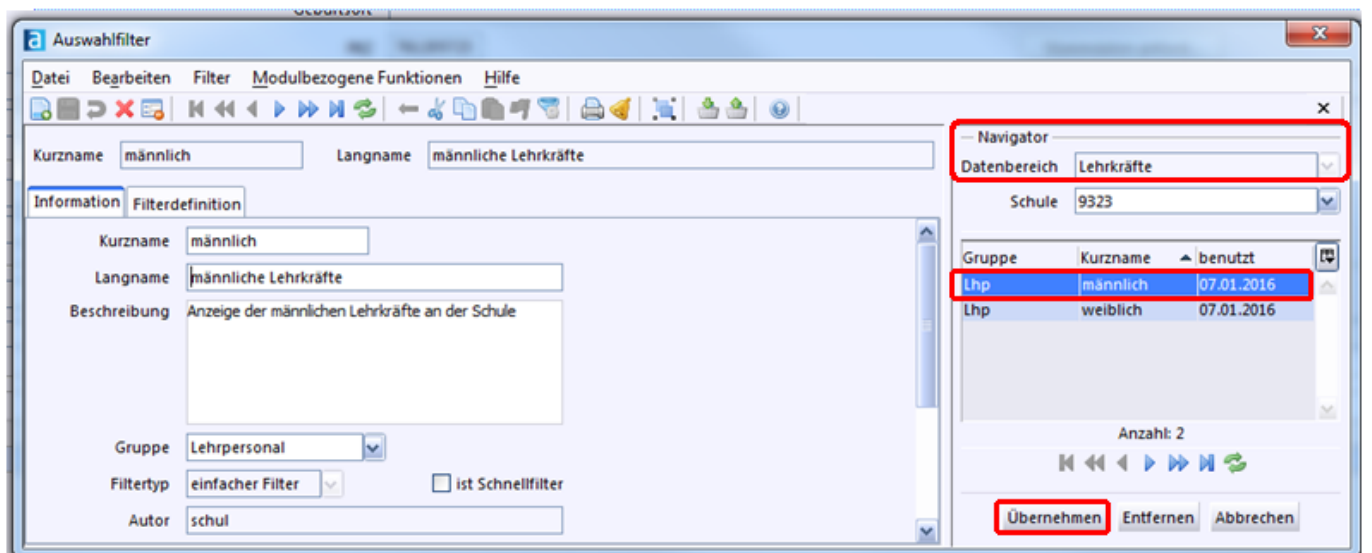 Geburtsort
a Auswahlfilter
Datei Bearbeiten Filter Modulbezogene Funktionen Hilfe
Kurzname männlich Langname männliche Lehrkräfte
Information Filterdefinition
Kurzname männlich
Langname männliche Lehrkräfte
Beschreibung Anzeige der männlichen Lehrkräfte an der Schule
Gruppe Lehrpersonal
Filtertyp einfacher Filter ist Schnellfilter
Autor schul
Navigator
Datenbereich Lehrkräfte
Schule 9323
Gruppe Kurzname benutzt
Lhp männlich 07.01.2016
Lhp weiblich 07.01.2016
Anzahl: 2
Übernehmen Entfernen Abbrechen